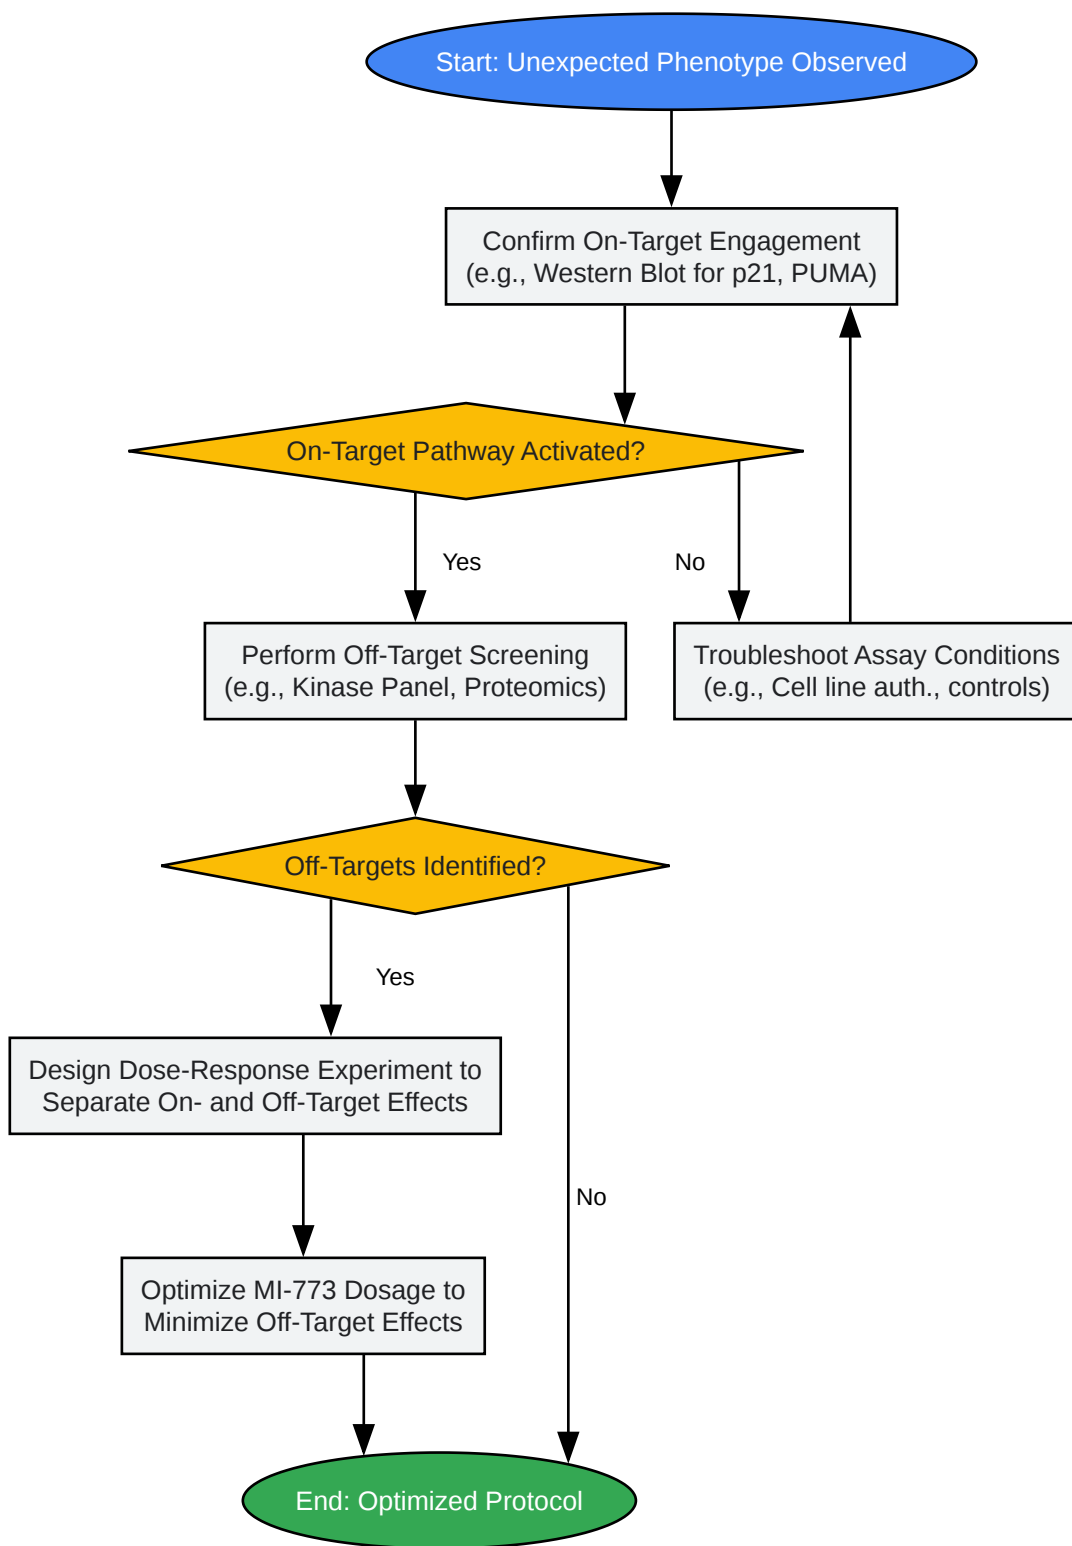 Start: Unexpected Phenotype Observed
Confirm On-Target Engagement
(e.g., Western Blot for p21, PUMA)
On-Target Pathway Activated?
Yes
No
Perform Off-Target Screening
(e.g., Kinase Panel, Proteomics)
Troubleshoot Assay Conditions
(e.g., Cell line auth., controls)
Off-Targets Identified?
Yes
Design Dose-Response Experiment to
Separate On- and Off-Target Effects
No
Optimize MI-773 Dosage to
Minimize Off-Target Effects
End: Optimized Protocol